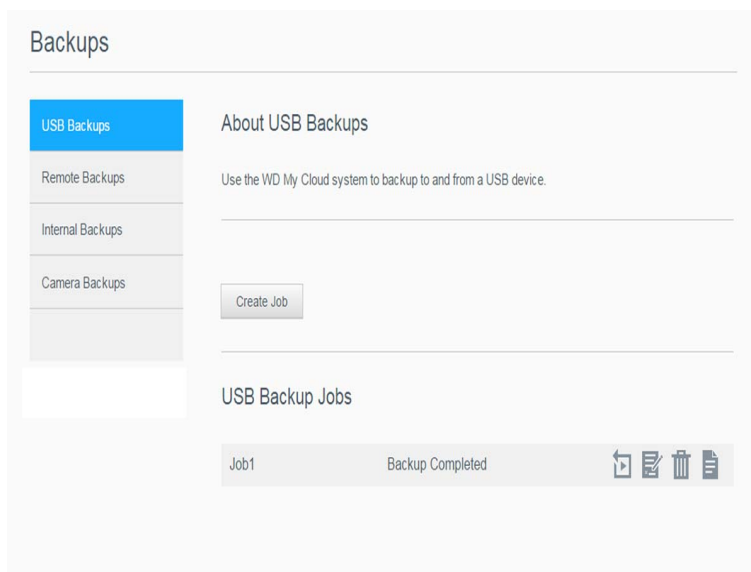 Backups
USB Backups
Remote Backups
Internal Backups
Camera Backups
About USB Backups
Use the WD My Cloud system to backup to and from a USB device.
Create Job
USB Backup Jobs
Job1 Backup Completed